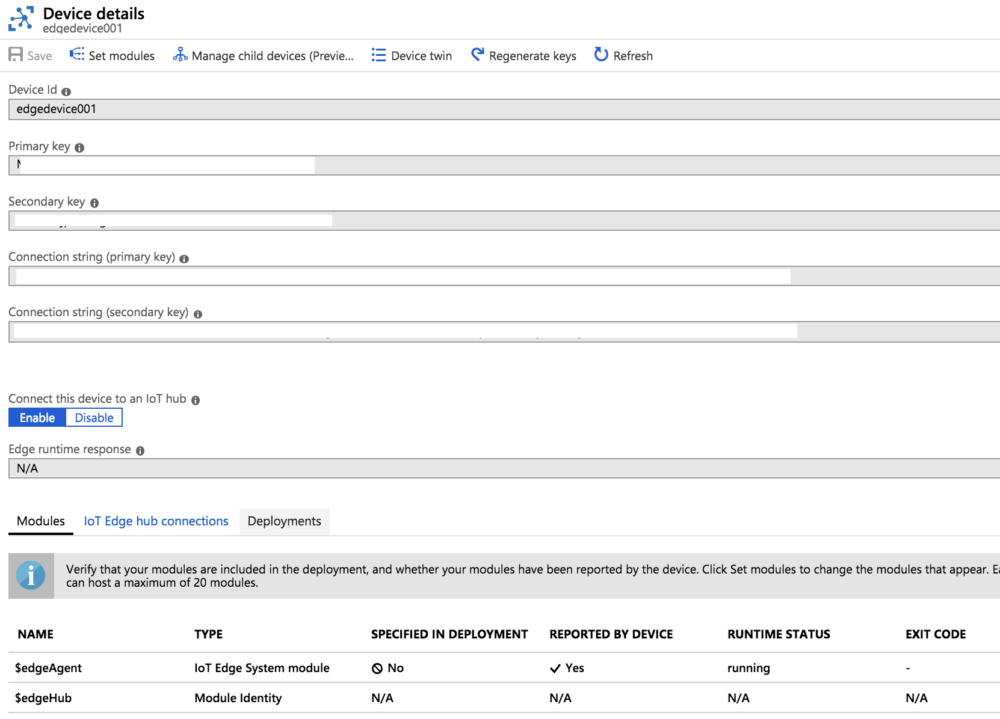 Device details
edgedevice001
Save Set modules Manage child devices (Previe... Device twin Regenerate keys Refresh
Device Id
edgedevice001
Primary key
Secondary key
Connection string (primary key)
Connection string (secondary key)
Connect this device to an IoT hub
Enable Disable
Edge runtime response
N/A
Modules IoT Edge hub connections Deployments
Verify that your modules are included in the deployment, and whether your modules have been reported by the device. Click Set modules to change the modules that appear.
can host a maximum of 20 modules.
NAME TYPE SPECIFIED IN DEPLOYMENT REPORTED BY DEVICE RUNTIME STATUS EXIT CODE
$edgeAgent IoT Edge System module No Yes running -
$edgeHub Module Identity N/A N/A N/A N/A